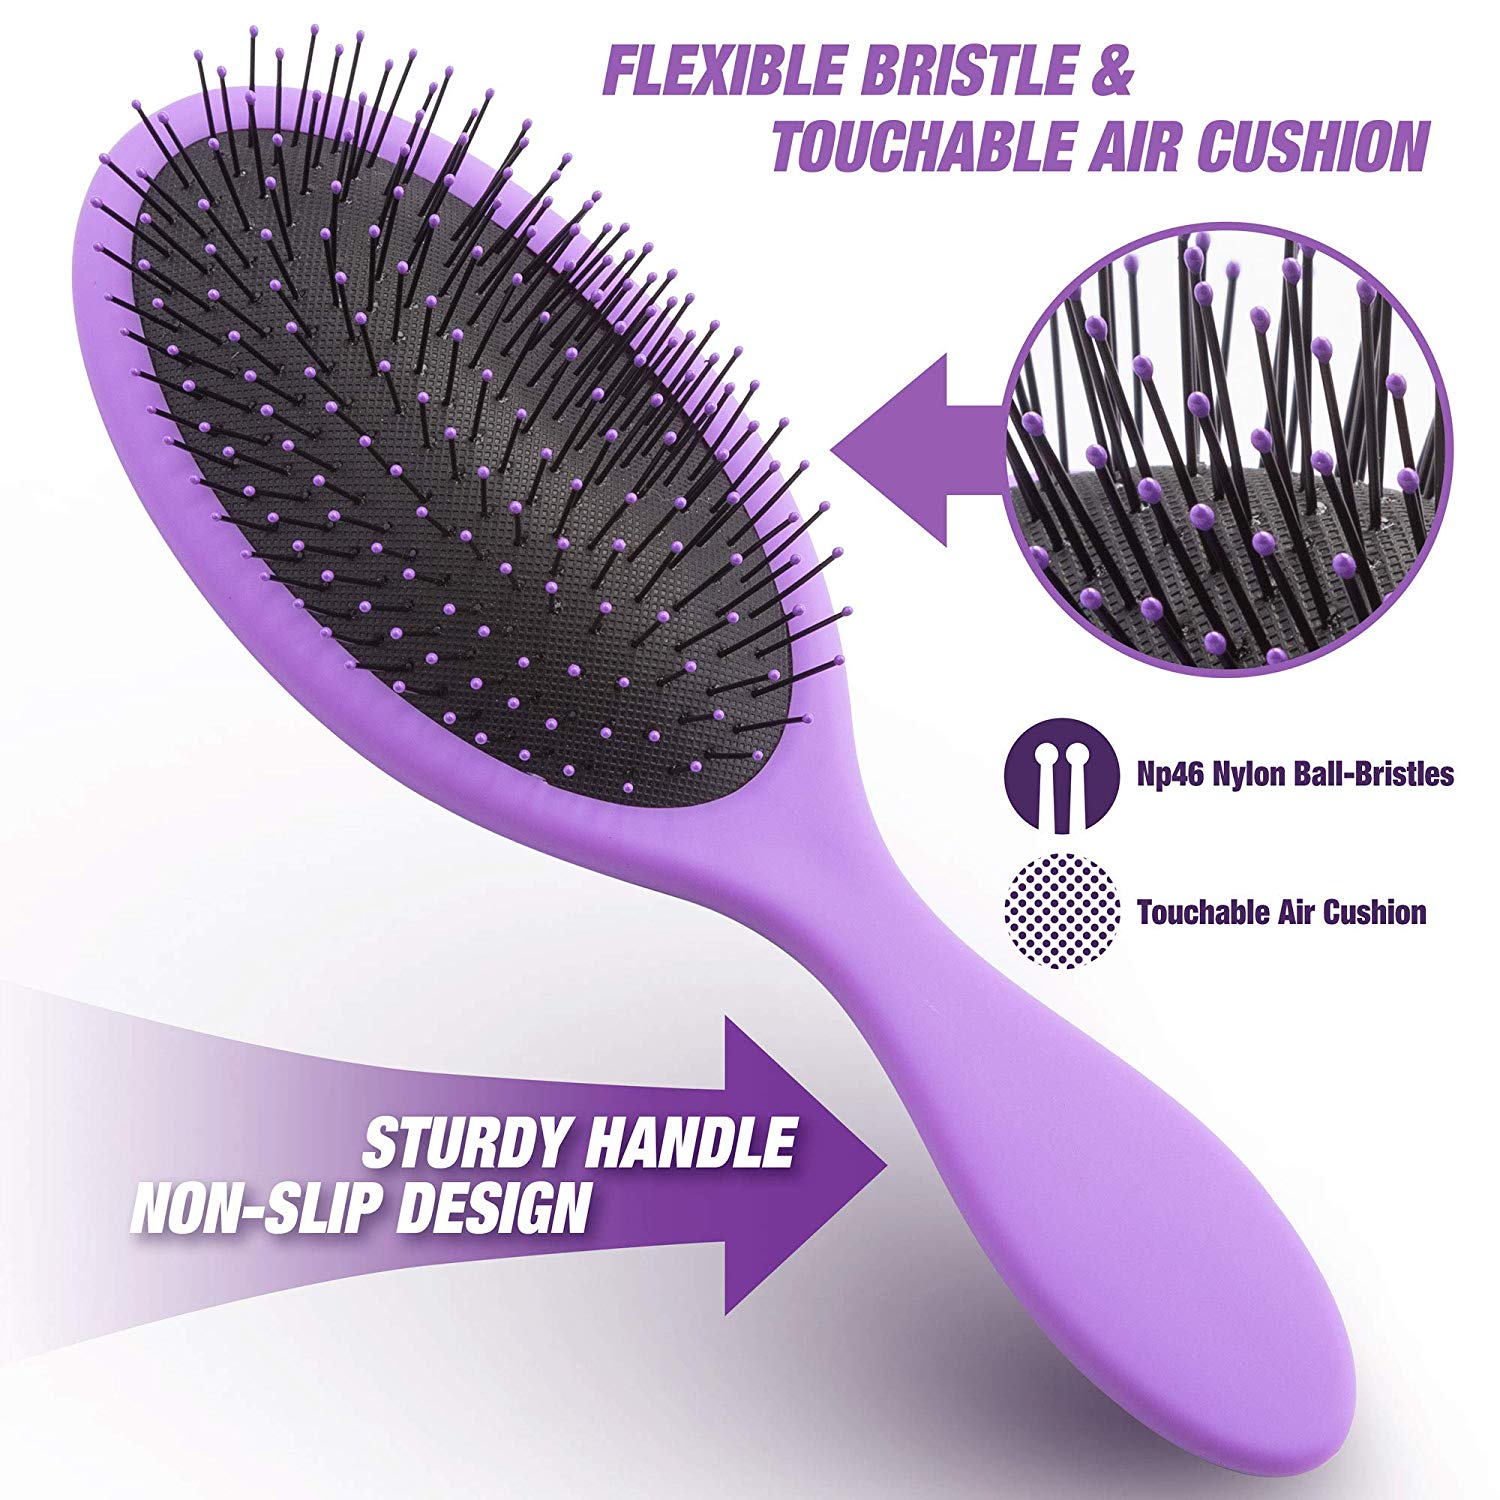 FLEXIBLE BRISTLE &
TOUCHABLE AIR CUSHION
Np46 Nylon Ball-Bristles
Touchable Air Cushion
STURDY HANDLE
NON-SLIP DESIGN